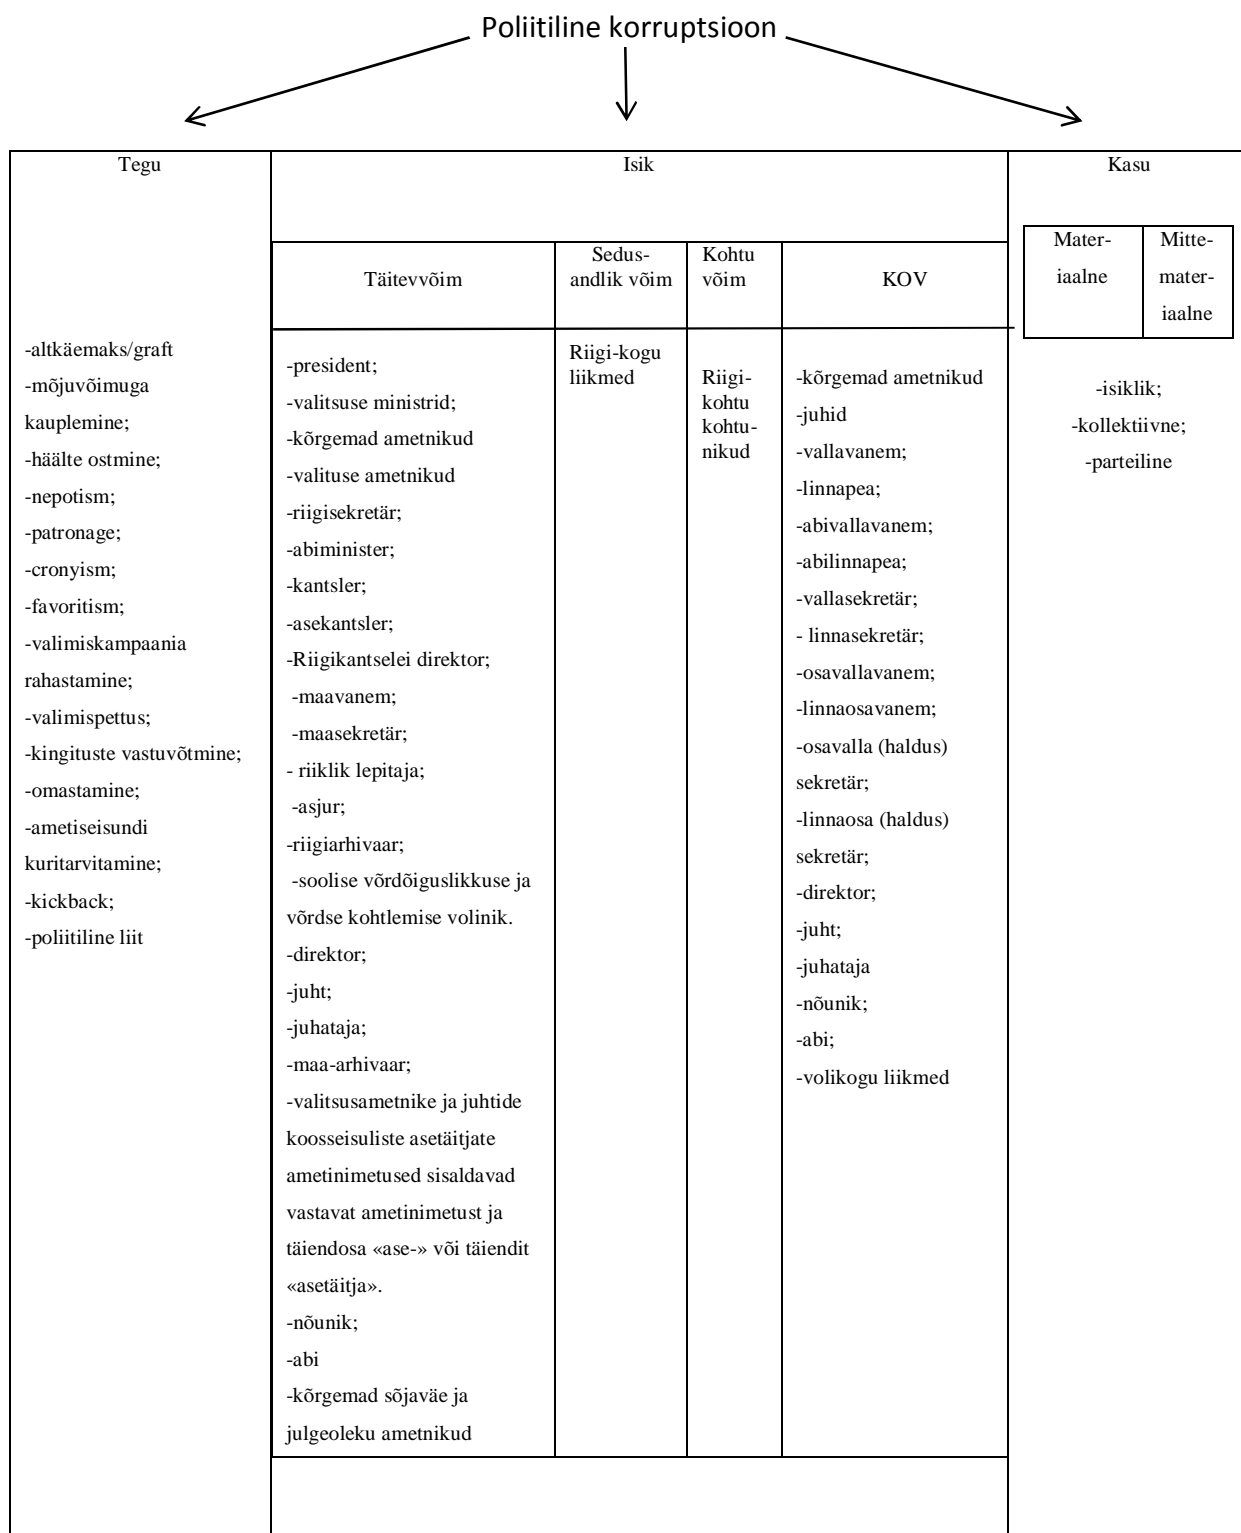 Poliitiline korruptsioon
Tegu
Isik
Kasu
Täitevvõim
Sedus-
andlik võim
Kohtu
võim
KOV
Mater-
iaalne
Mitte-
mater-
iaalne
-altkäemaks/graft
-mõjuvõimuga
kauplemine;
-häälte ostmine;
-nepotism;
-patronage;
-cronyism;
-favoritism;
-valimiskampaania
rahastamine;
-valimispettus;
-kingituste vastuvõtmine;
-omastamine;
-ametiseisundi
kuritarvitamine;
-kickback;
-poliitiline liit
-president;
-valitsuse ministrid;
-kõrgemad ametnikud
-valituse ametnikud
-riigisekretär;
-abiminister;
-kantsler;
-asekantsler;
-Riigikantselei direktor;
-maavanem;
-maasekretär;
- riiklik lepitaja;
-asjur;
-riigiarhivaar;
-soolise võrdõiguslikkuse ja
võrdse kohtlemise volinik.
-direktor;
-juht;
-juhataja;
-maa-arhivaar;
-valitsusametnike ja juhtide
koosseisuliste asetäitjate
ametinimetused sisaldavad
vastavat ametinimetust ja
täiendosa «ase-» või täiendit
«asetäitja».
-nõunik;
-abi
-kõrgemad sõjaväe ja
julgeoleku ametnikud
Riigi-kogu
liikmed
Riigi-
kohtu
kohtu-
nikud
-kõrgemad ametnikud
-juhid
-vallavanem;
-linnapea;
-abivallavanem;
-abilinnapea;
-vallasekretär;
- linnasekretär;
-osavallavanem;
-linnaosavanem;
-osavalla (haldus)
sekretär;
-linnaosa (haldus)
sekretär;
-direktor;
-juht;
-juhataja
-nõunik;
-abi;
-volikogu liikmed
-isiklik;
-kollektiivne;
-parteiline